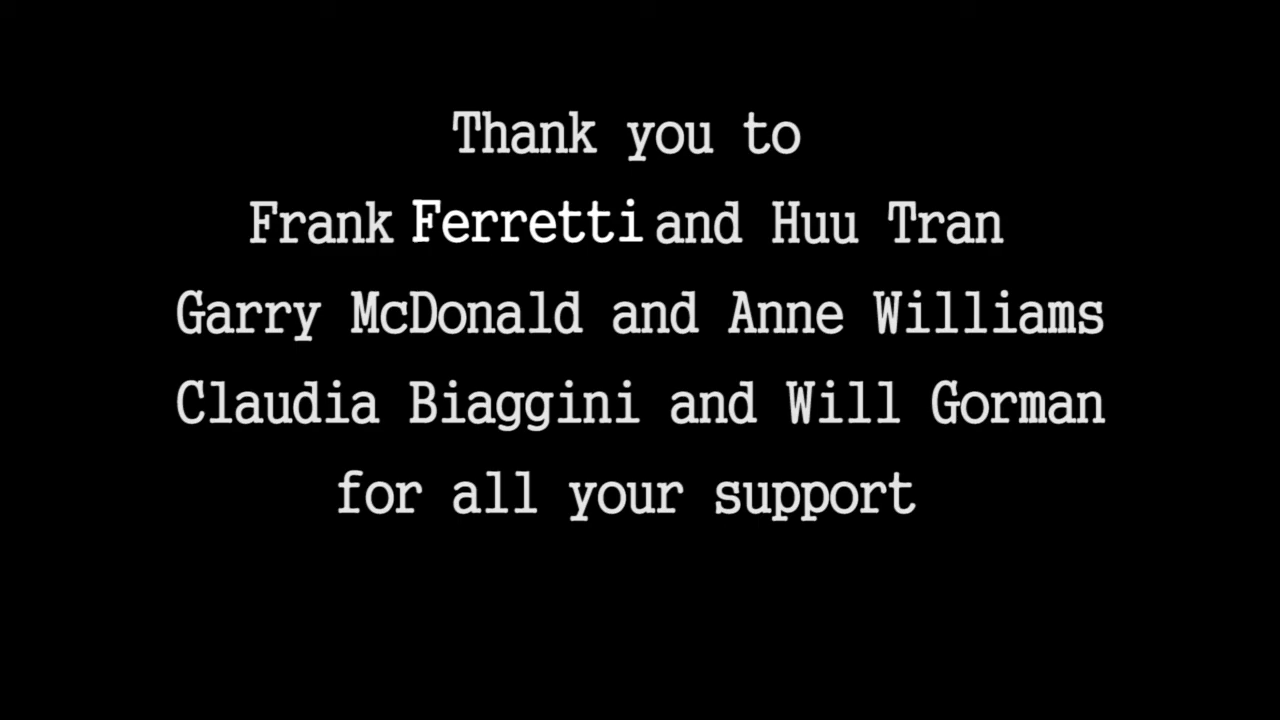 Thank you to
Frank Ferretti and Huu Tran
Garry McDonald and Anne Williams
Claudia Biaggini and Will Gorman
for all your support